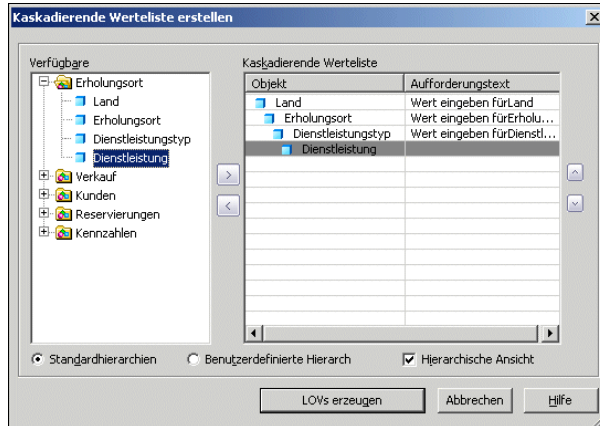 Kaskadierende Werteliste erstellen
Verfügbare
Erholungsort
Land
Erholungsort
Dienstleistungstyp
Dienstleistung
Verkauf
Kunden
Reservierungen
Kennzahlen
Kaskadierende Werteliste
Objekt Aufforderungstext
Land Wert eingeben fürLand
Erholungsort Wert eingeben fürErholu...
Dienstleistungstyp Wert eingeben fürDienstl...
Dienstleistung
Standardhierarchien
Benutzerdefinierte Hierarch
Hierarchische Ansicht
LOVs erzeugen
Abbrechen
Hilfe